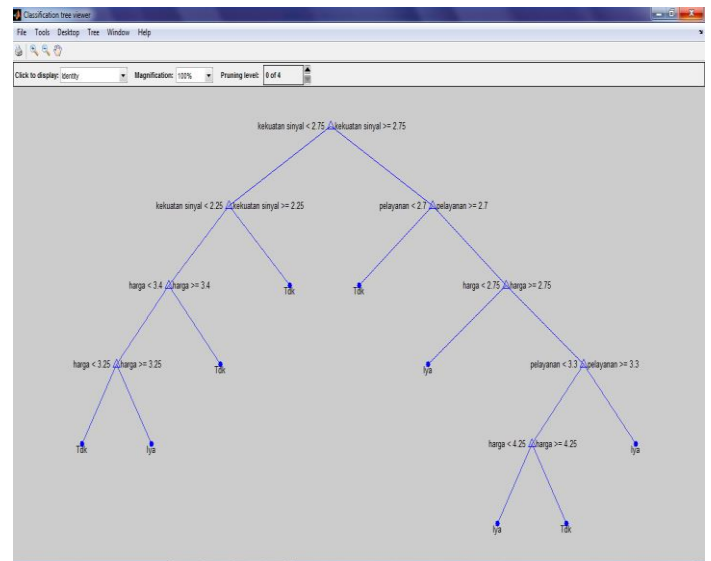 Classification tree viewer
File Tools Desktop Tree Window Help
Click to display: Identity Magnification: 100% Pruning level: 0 of 4
kekuatan sinyal < 2.75 kekuatan sinyal >= 2.75
kekuatan sinyal < 2.25 kekuatan sinyal >= 2.25 pelayanan < 2.7 pelayanan >= 2.7
harga < 3.4 harga >= 3.4 Tdk Tdk harga < 2.75 harga >= 2.75
harga < 3.25 harga >= 3.25 Tdk Iya pelayanan < 3.3 pelayanan >= 3.3
Tdk Iya harga < 4.25 harga >= 4.25 Iya
Iya Tdk